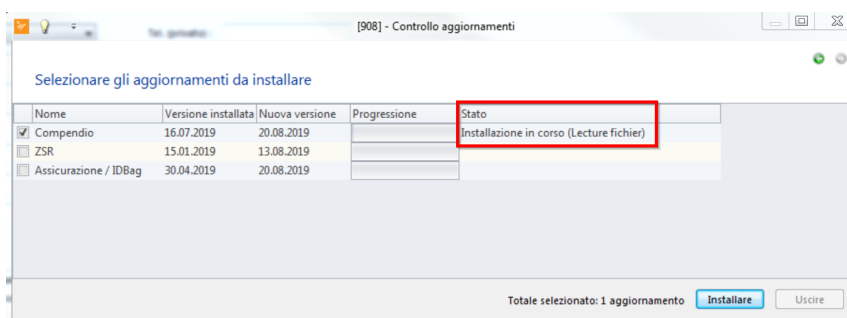 [908] - Controllo aggiornamenti
Selezionare gli aggiornamenti da installare
Nome Versione installata Nuova versione Progressione Stato
Compendio 16.07.2019 20.08.2019 Installazione in corso (Lecture fichier)
ZSR 15.01.2019 13.08.2019
Assicurazione / IDBag 30.04.2019 20.08.2019
Totale selezionato: 1 aggiornamento Installare Uscire